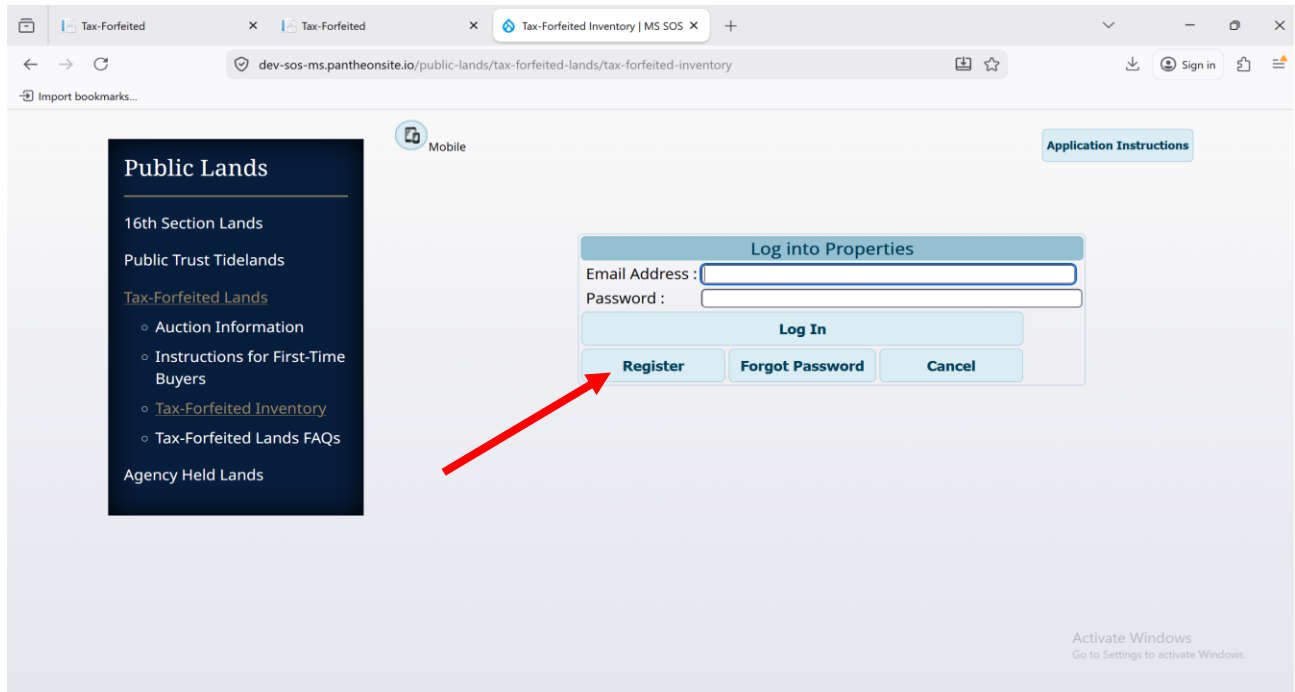 Tax-Forfeited
Tax-Forfeited
Tax-Forfeited Inventory | MS SOS
dev-sos-ms.pantheonsite.io/public-lands/tax-forfeited-lands/tax-forfeited-inventory
Sign in
Import bookmarks...
Mobile
Application Instructions
Public Lands
16th Section Lands
Public Trust Tidelands
Tax-Forfeited Lands
Auction Information
Instructions for First-Time
Buyers
Tax-Forfeited Inventory
Tax-Forfeited Lands FAQs
Agency Held Lands
Log into Properties
Email Address :
Password :
Log In
Register Forgot Password Cancel
Activate Windows
Go to Settings to activate Windows.